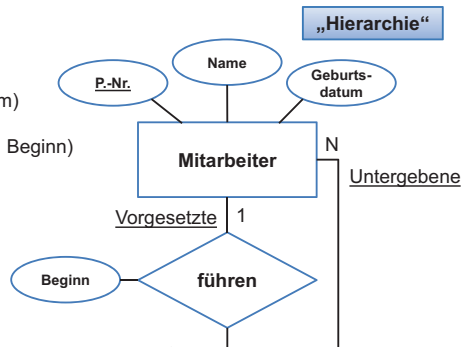 „Hierarchie“
Name
P.-Nr.
Geburts-
datum
m)
Beginn)
Mitarbeiter
N
Untergebene
Vorgesetzte
1
Beginn
führen